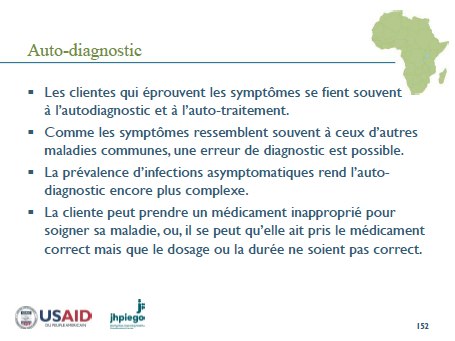 Auto-diagnostic
▪ Les clientes qui éprouvent les symptômes se fient souvent
à l'autodiagnostic et à l'auto-traitement.
▪ Comme les symptômes ressemblent souvent à ceux d'autres
maladies communes, une erreur de diagnostic est possible.
▪ La prévalence d'infections asymptomatiques rend l'auto-
diagnostic encore plus complexe.
▪ La cliente peut prendre un médicament inapproprié pour
soigner sa maladie, ou, il se peut qu'elle ait pris le médicament
correct mais que le dosage ou la durée ne soient pas correct.
USAID
jhpiego
152